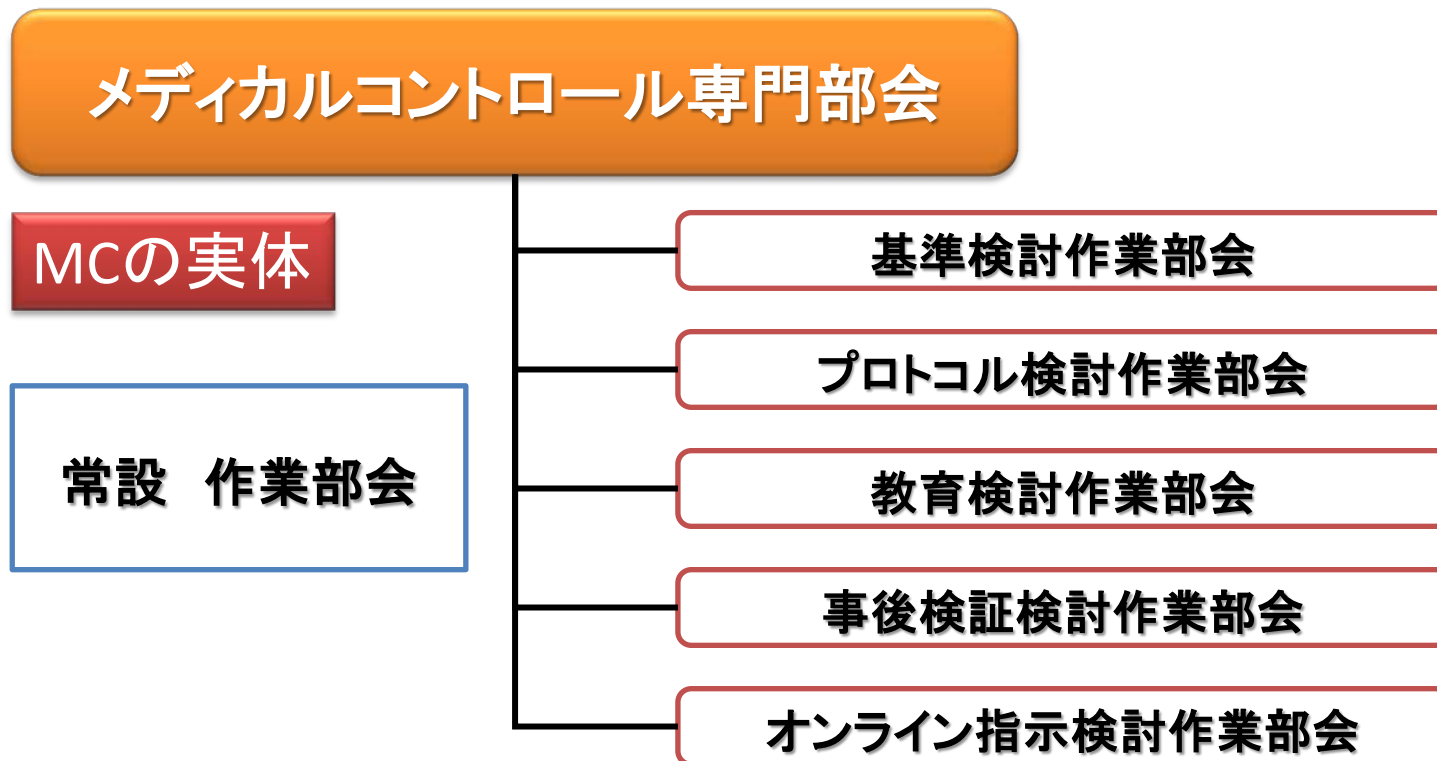 メディカルコントロール専門部会
MCの実体
常設　作業部会
基準検討作業部会
プロトコル検討作業部会
教育検討作業部会
事後検証検討作業部会
オンライン指示検討作業部会